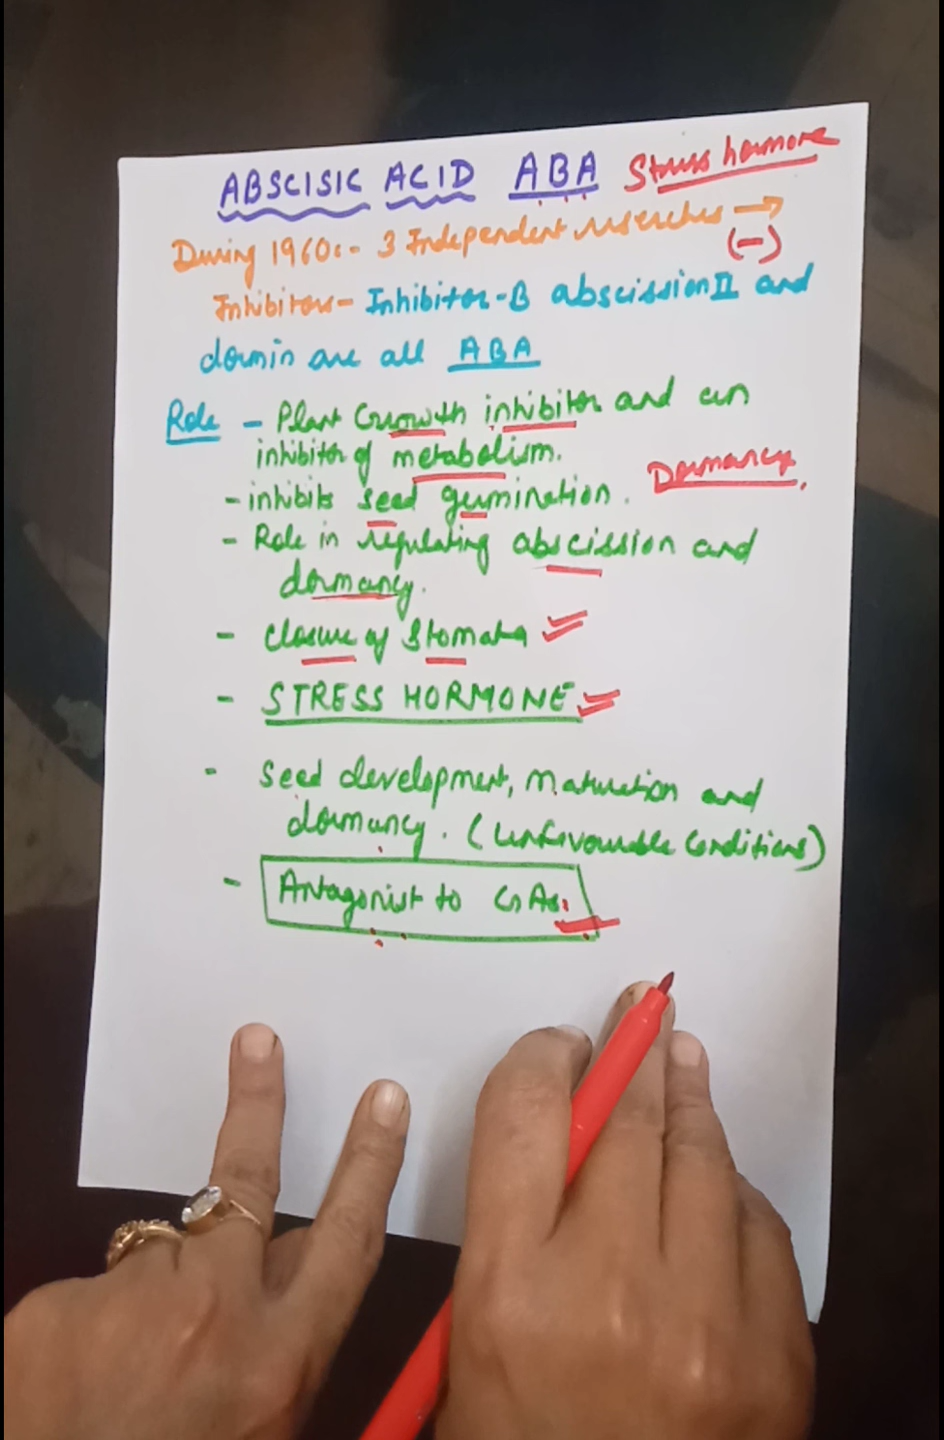 ABSCISIC ACID ABA Stress hormone
During 1960s- 3 Independent reserches →
(-)
Inhibitors- Inhibitor-B abscission II and
dormin are all ABA
Role - Plant Growth inhibitor and an
inhibitor of metabolism.
- inhibits seed germination. Dormancy.
- Role in regulating abscission and
dormancy.
- Closure of Stomata
- STRESS HORMONE
- Seed development, maturation and
dormancy. (Unfavourable Conditions)
- Antagonist to GAs.